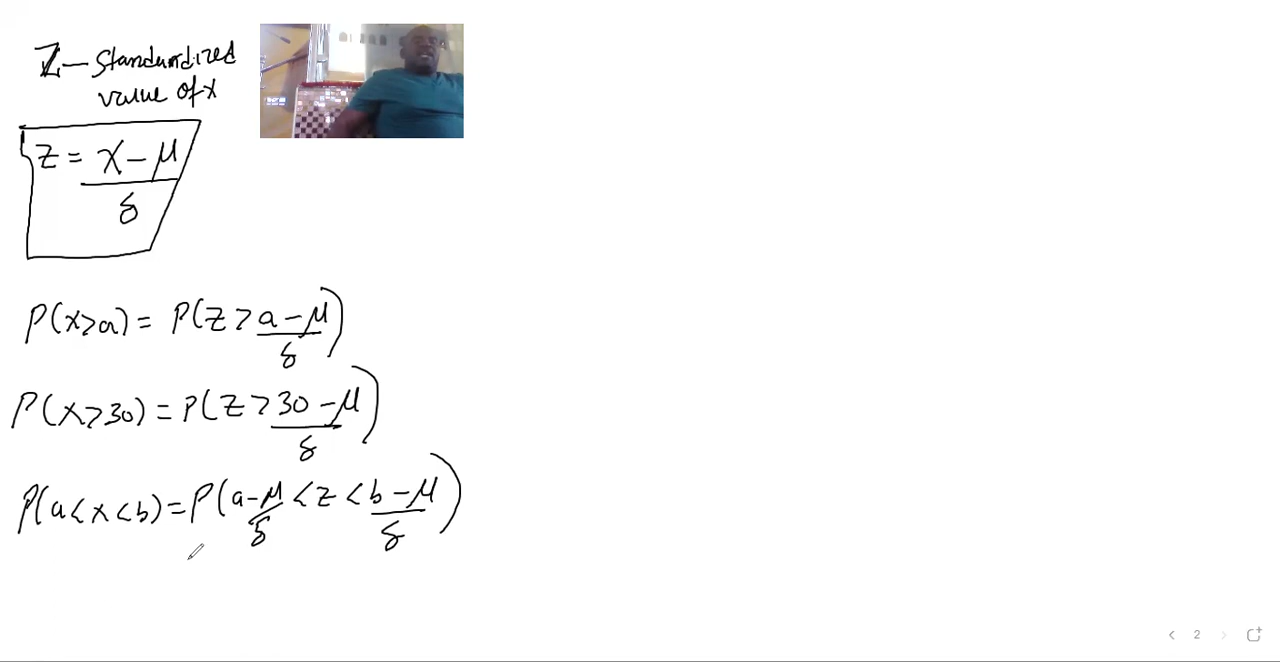 Z — Standardized
value of x
z = x - μ / δ
P(x>a) = P(z > a - μ / δ)
P(x>30) = P(z > 30 - μ / δ)
P(a<x<b) = P(a-μ / δ < z < b - μ / δ)
2